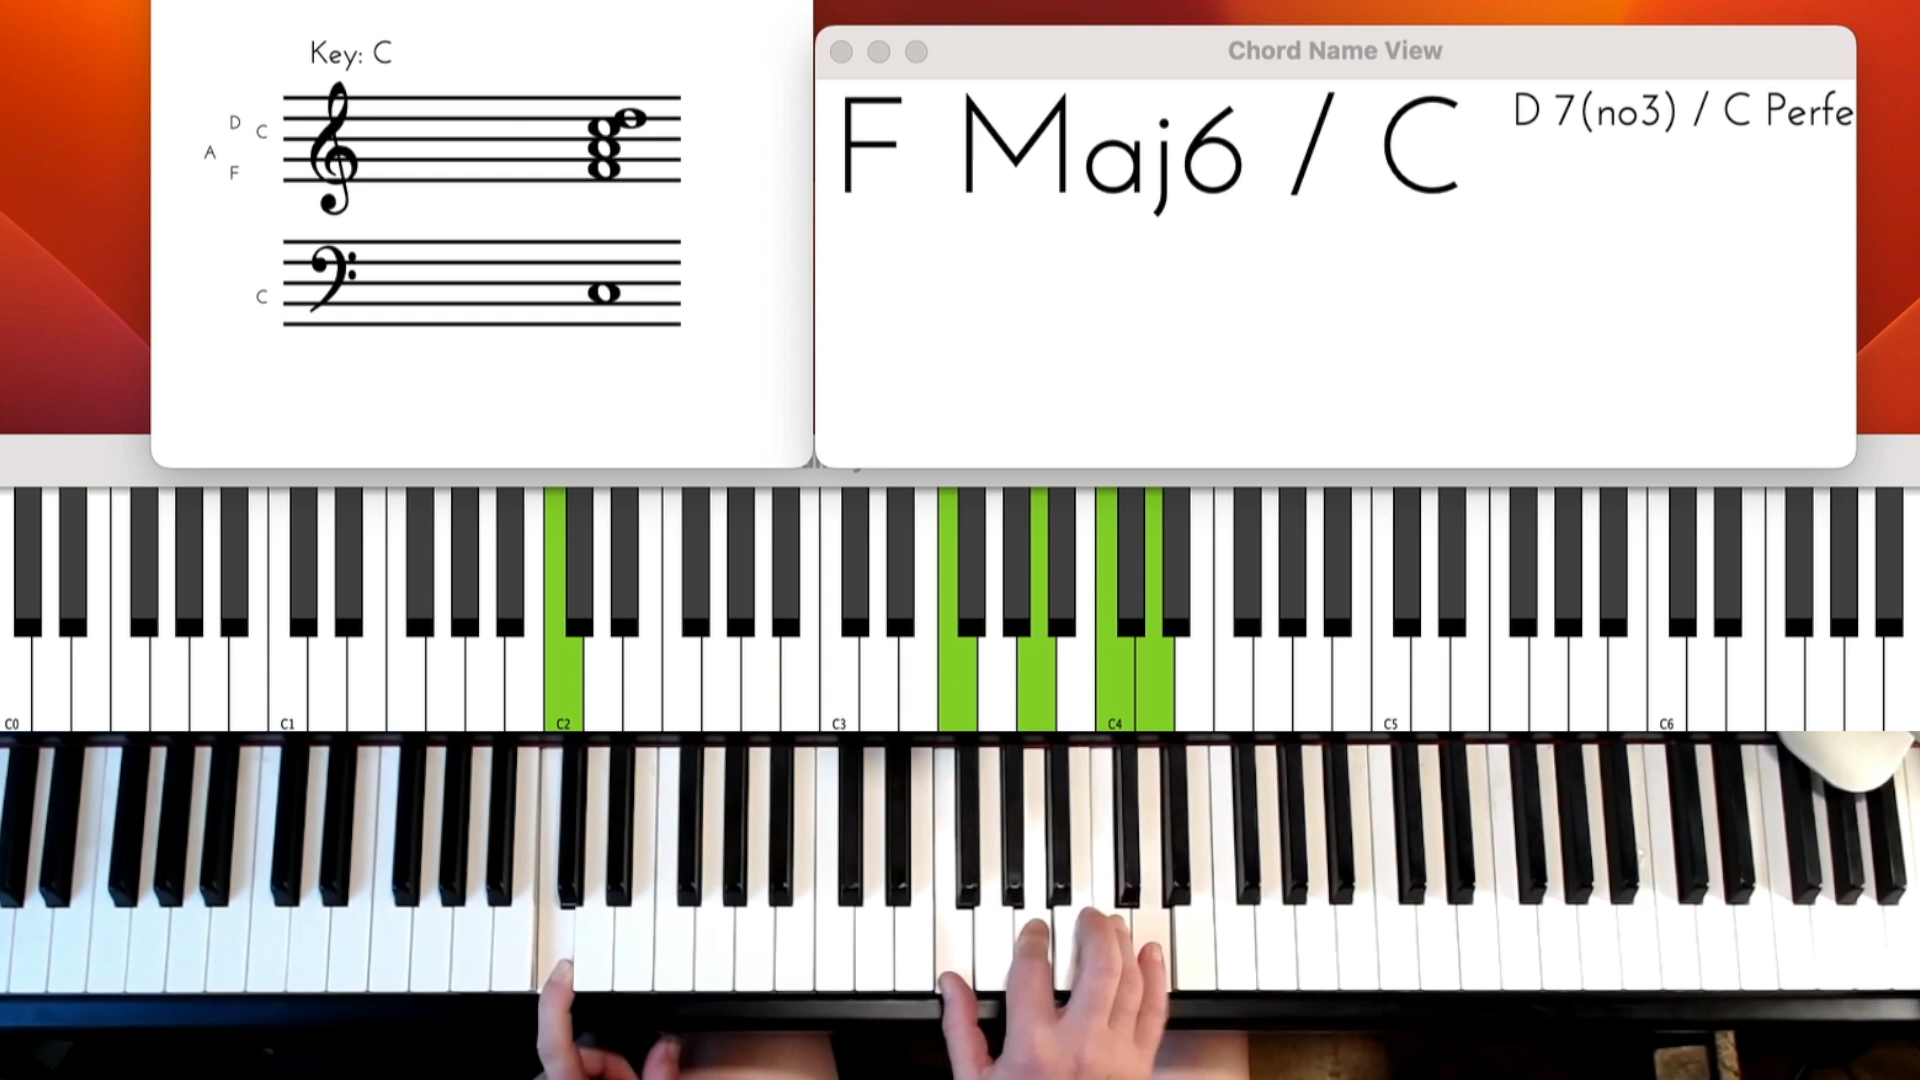 Key: C
D
C
A
F
C
Chord Name View
F Maj6 / C
D 7(no3) / C Perfe
C0
C1
C2
C3
C4
C5
C6